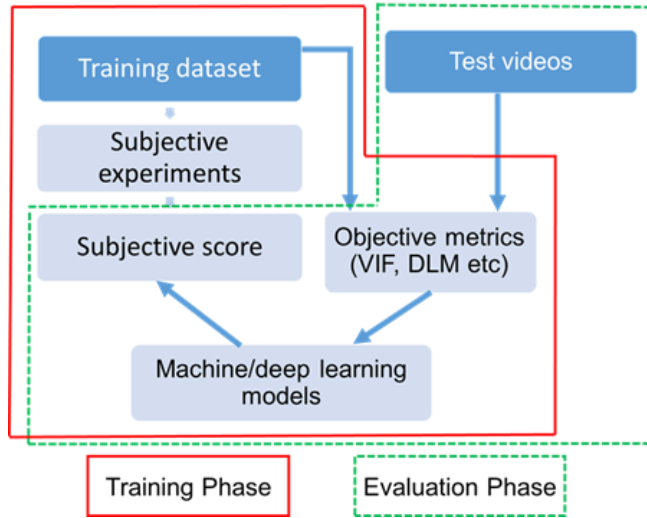 Training dataset
Test videos
Subjective
experiments
Subjective score
Objective metrics
(VIF, DLM etc)
Machine/deep learning
models
Training Phase
Evaluation Phase